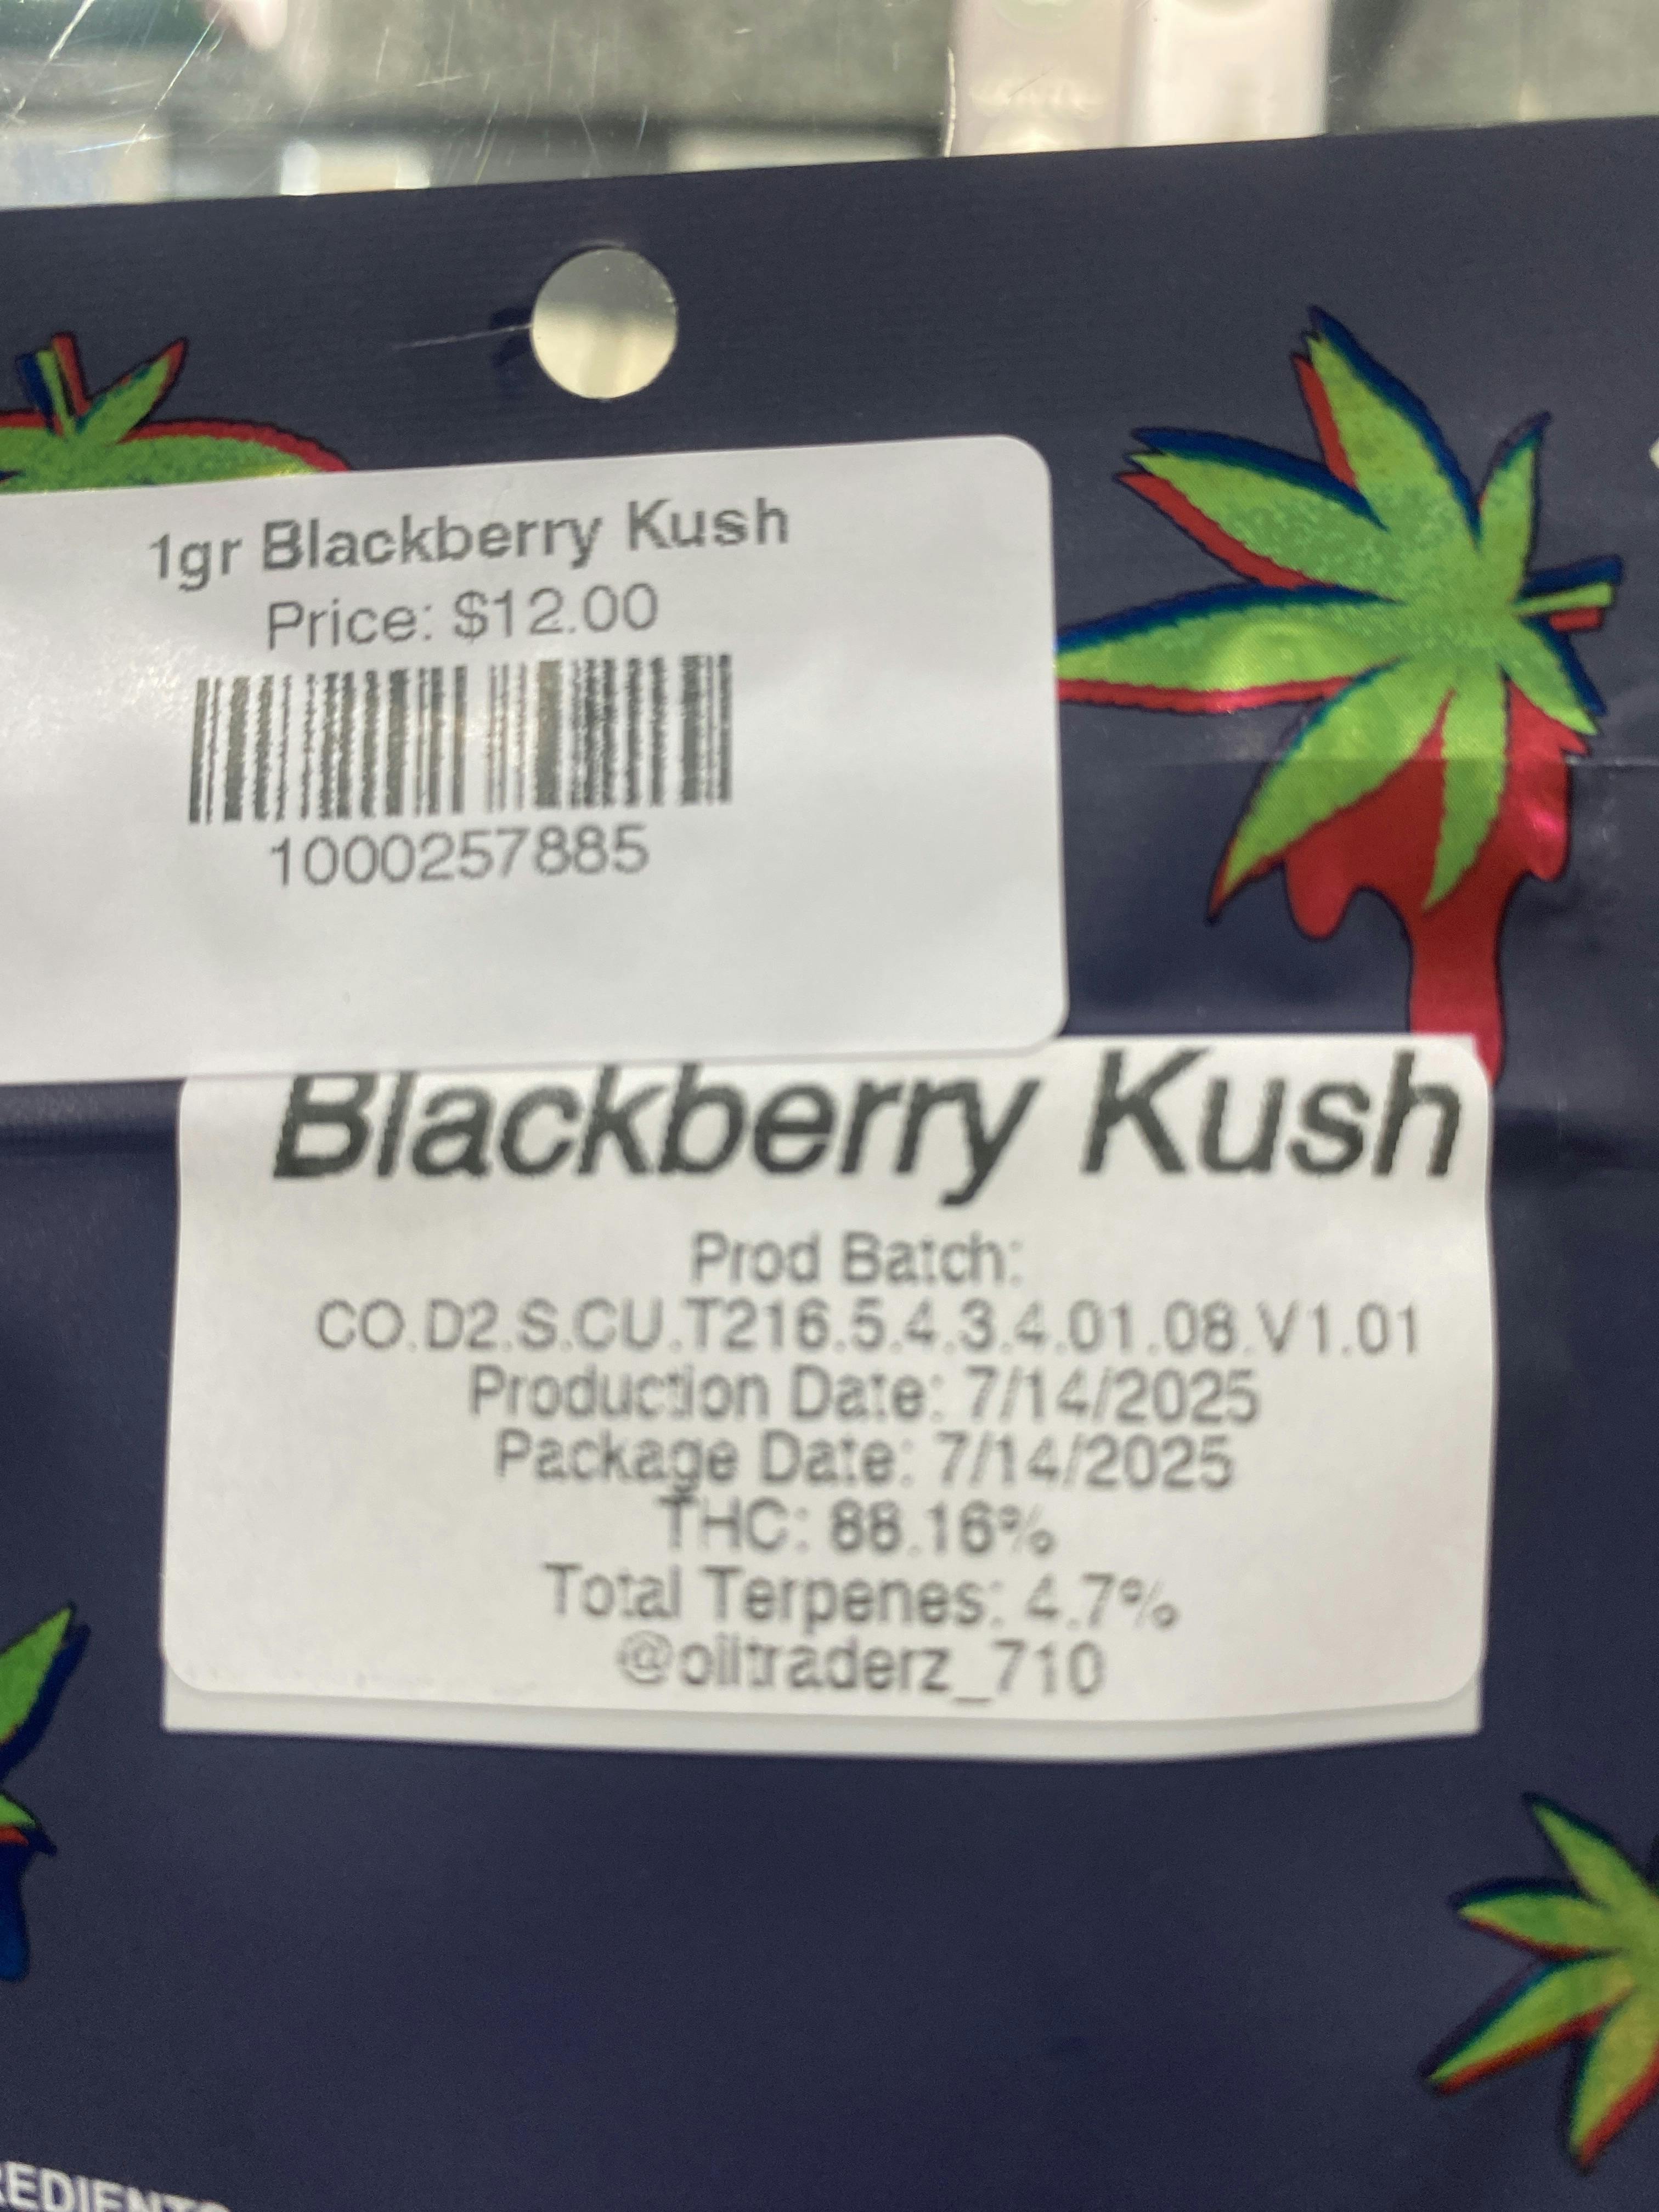 1gr Blackberry Kush
Price: $12.00
1000257885
Blackberry Kush
Prod Batch:
CO.D2.S.CU.T216.5.4.3.4.01.08.V1.01
Production Date: 7/14/2025
Package Date: 7/14/2025
THC: 88.16%
Total Terpenes: 4.7%
@oiltraderz_710
REDIENTS